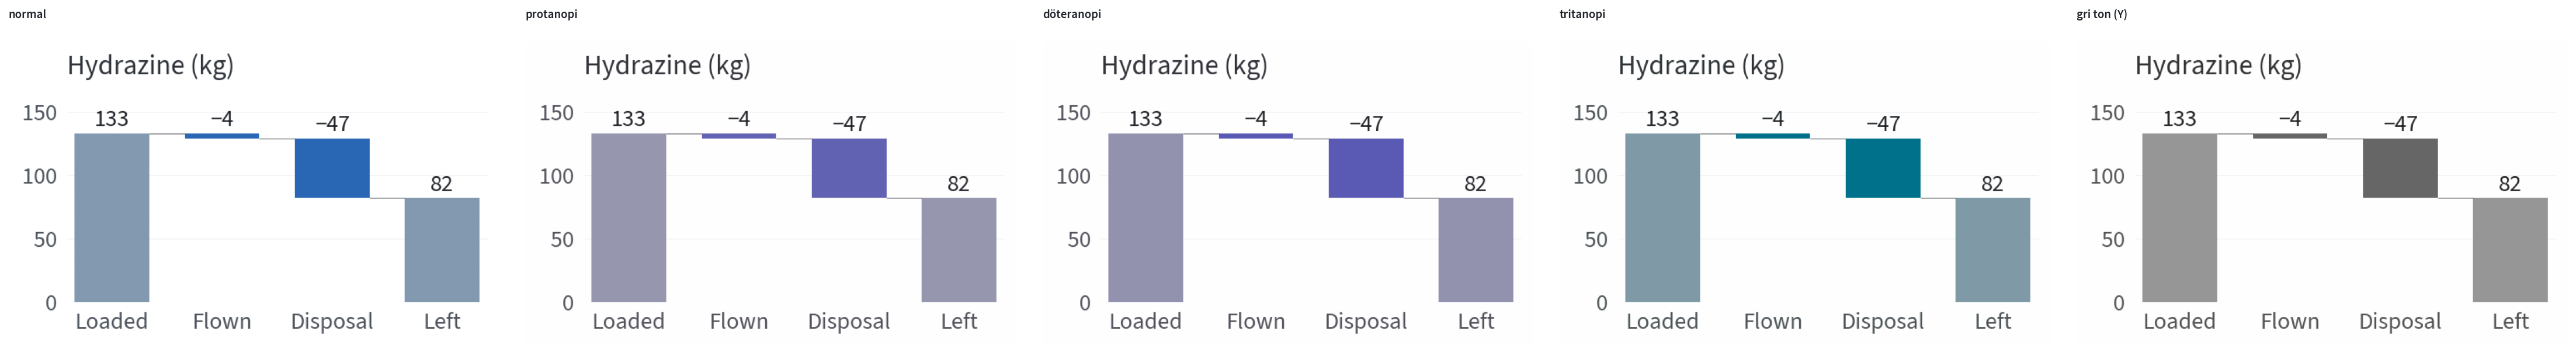 normal
Hydrazine (kg)
150
100
50
0
133
−4
−47
82
Loaded Flown Disposal Left
protanopi
Hydrazine (kg)
150
100
50
0
133
−4
−47
82
Loaded Flown Disposal Left
döteranopi
Hydrazine (kg)
150
100
50
0
133
−4
−47
82
Loaded Flown Disposal Left
tritanopi
Hydrazine (kg)
150
100
50
0
133
−4
−47
82
Loaded Flown Disposal Left
gri ton (Y)
Hydrazine (kg)
150
100
50
0
133
−4
−47
82
Loaded Flown Disposal Left